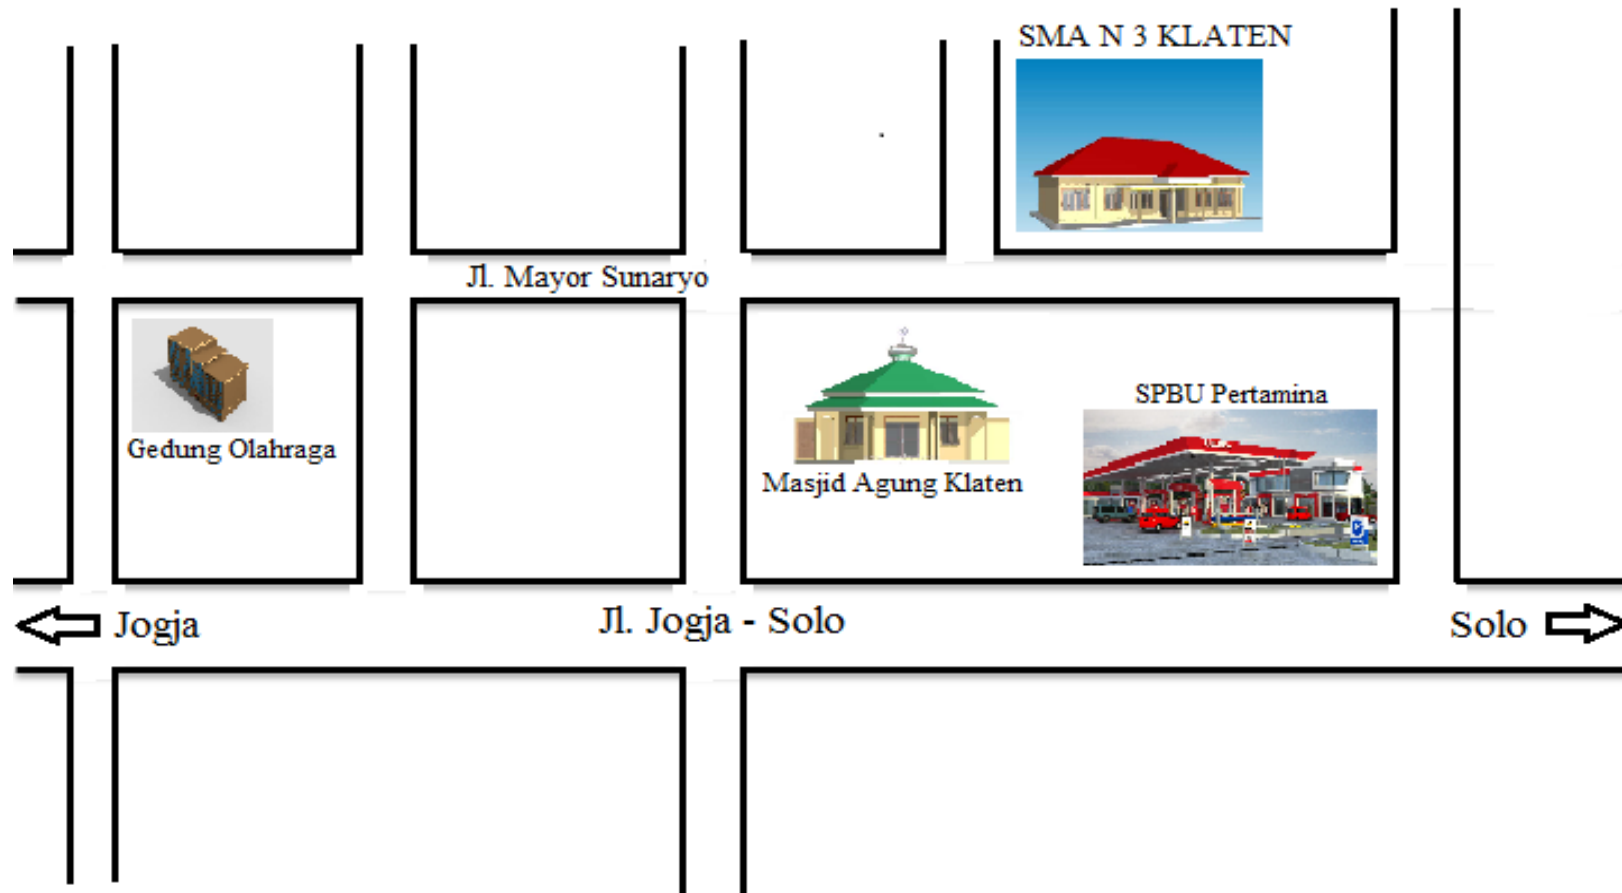 SMA N 3 KLATEN
Jl. Mayor Sunaryo
Gedung Olahraga
Masjid Agung Klaten
SPBU Pertamina
Jogja
Jl. Jogja - Solo
Solo